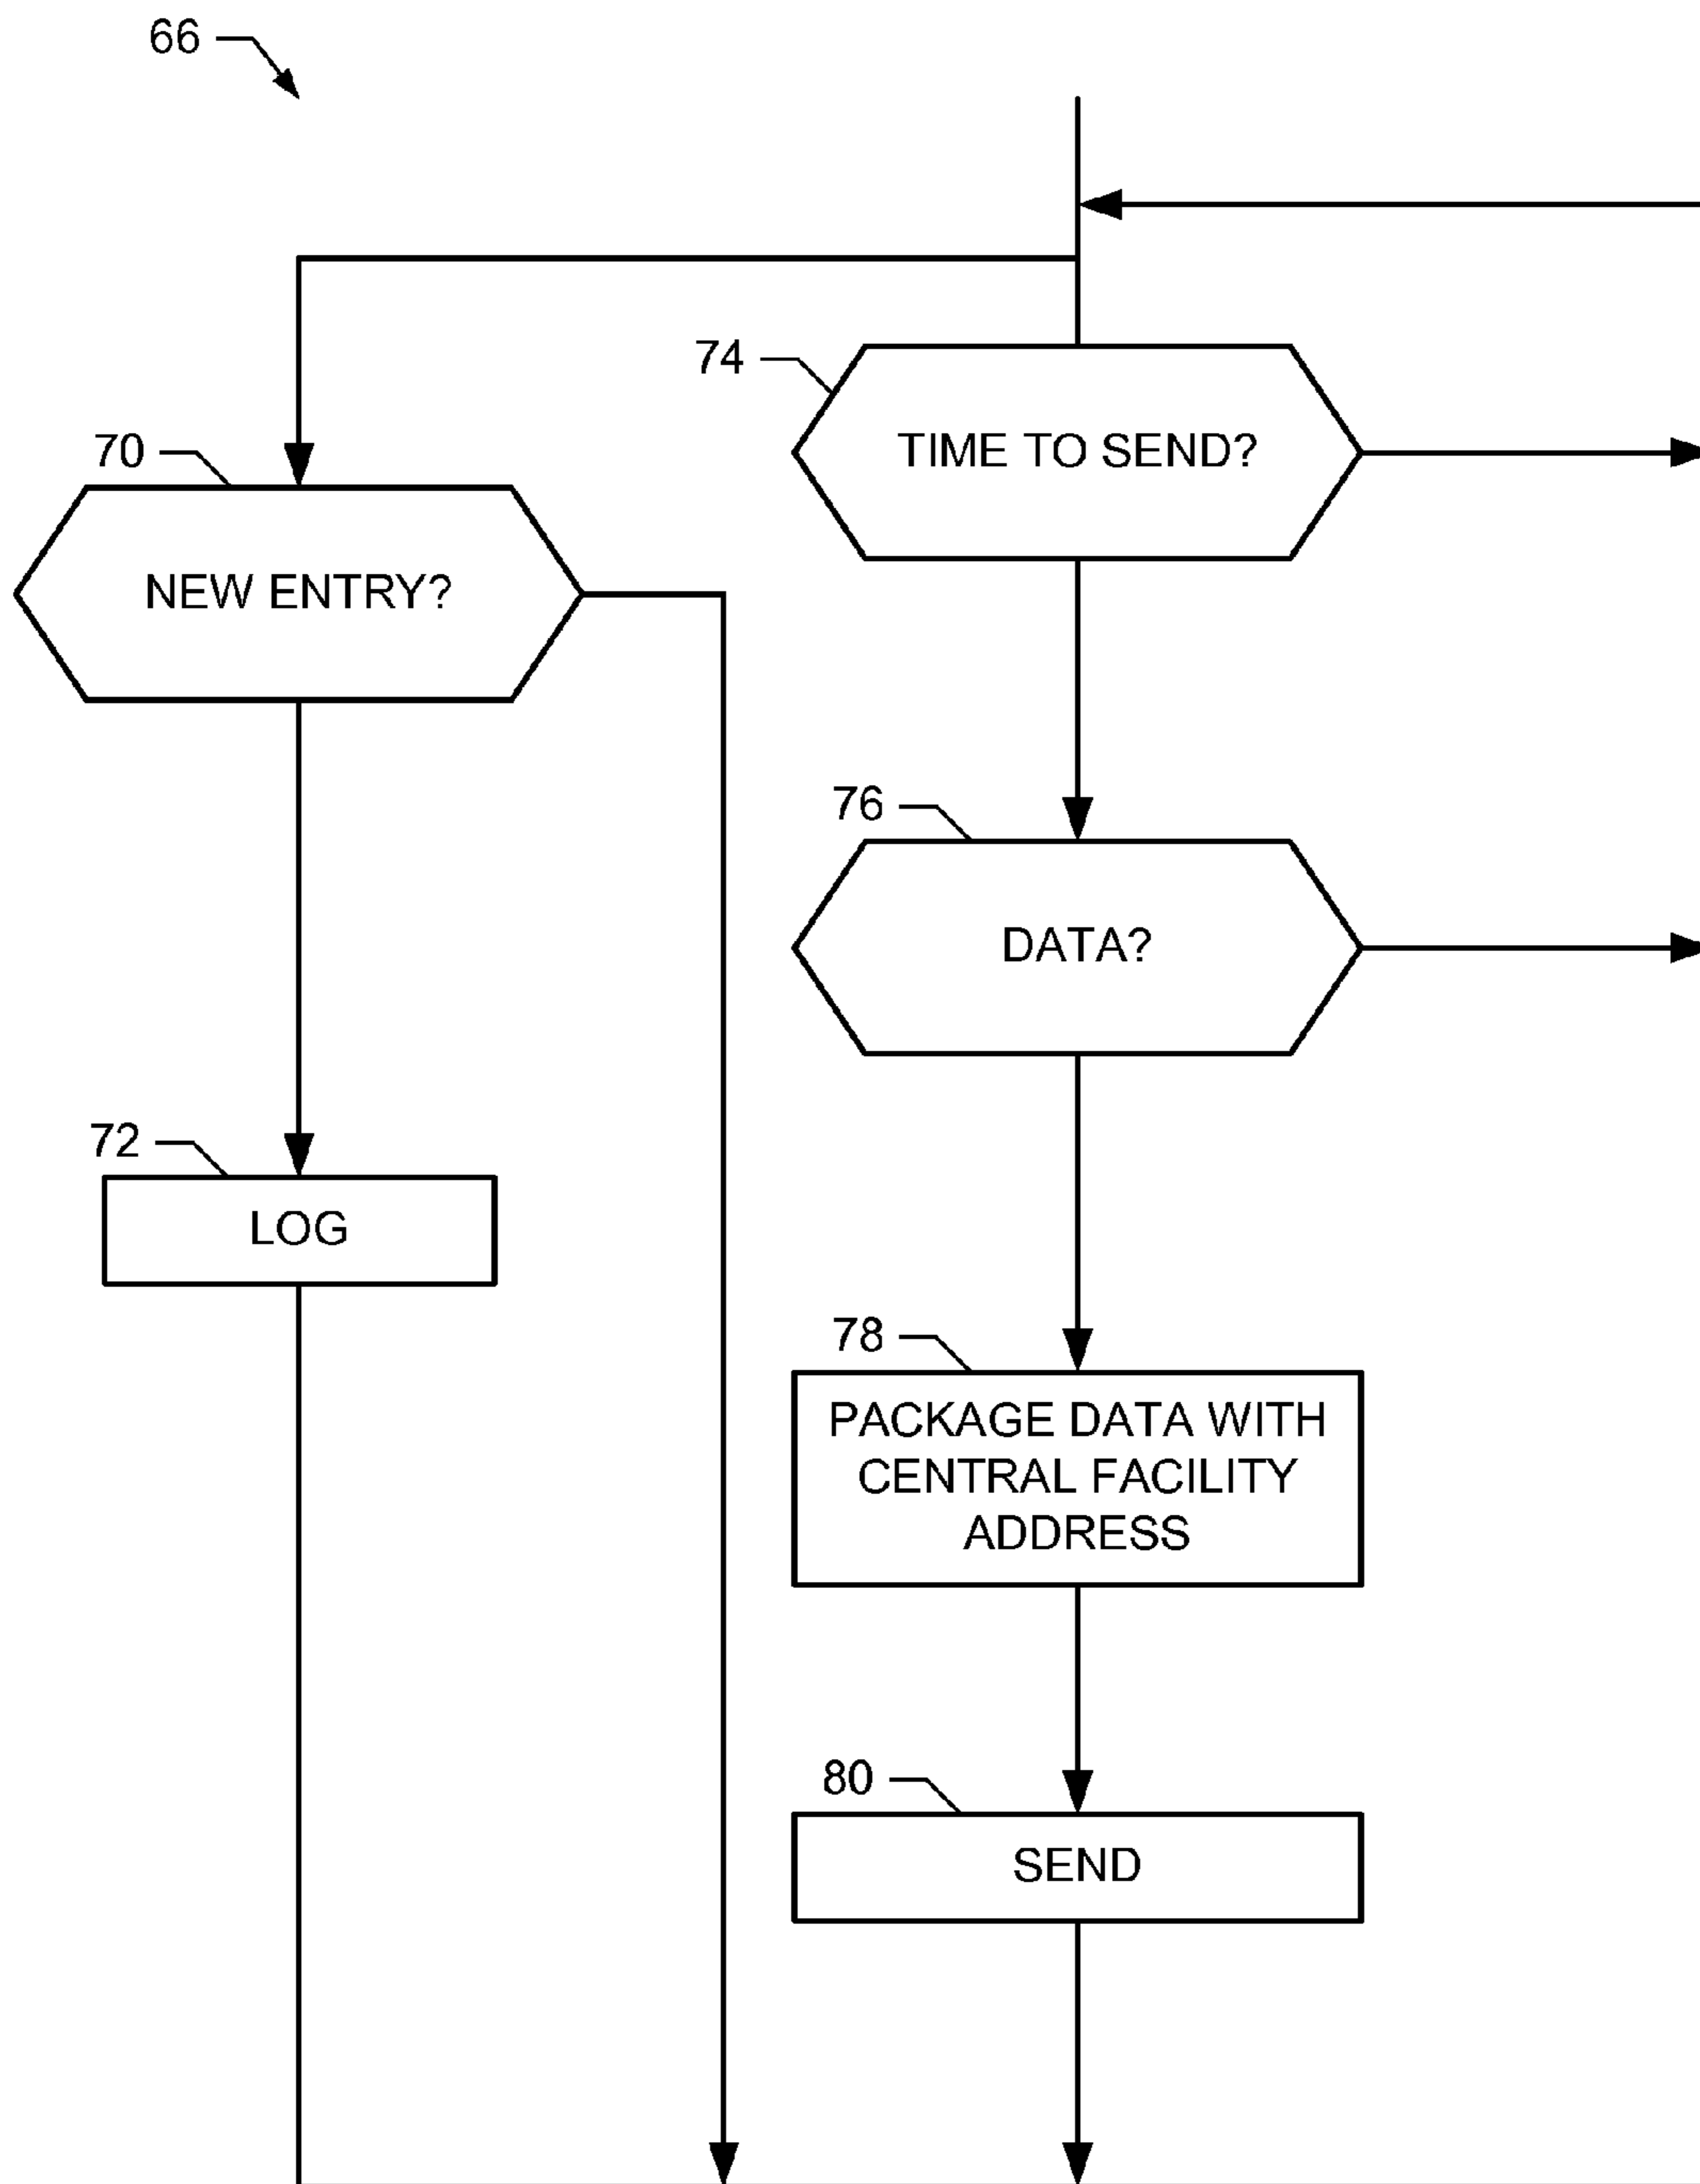 66
74
TIME TO SEND?
70
NEW ENTRY?
76
DATA?
72
LOG
78
PACKAGE DATA WITH
CENTRAL FACILITY
ADDRESS
80
SEND